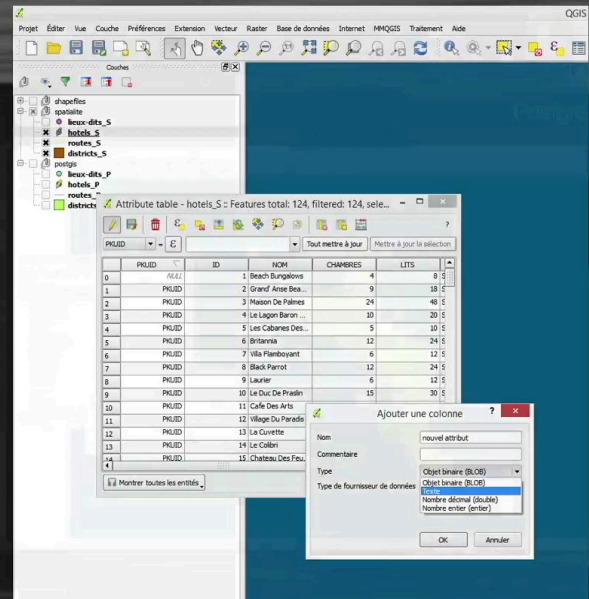 QGIS
Projet Éditer Vue Couche Préférences Extension Vecteur Raster Base de données Internet MMQGIS Traitement Aide
Couches
shapefiles
spatialite
lieux-dits_S
hotels_S
routes_S
districts_S
postgis
lieux-dits_P
hotels_P
routes_
districts
Attribute table - hotels_S :: Features total: 124, filtered: 124, sele...
PKUID = ε Tout mettre à jour Mettre à jour la sélection
PKUID ID NOM CHAMBRES LITS
0 NULL 1 Beach Bungalows 4 8 S
1 PKUID 2 Grand' Anse Bea... 9 18 S
2 PKUID 3 Maison De Palmes 24 48 S
3 PKUID 4 Le Lagon Baron ... 10 20 S
4 PKUID 5 Les Cabanes Des... 5 10 S
5 PKUID 6 Britannia 12 24 S
6 PKUID 7 Villa Flamboyant 6 12 S
7 PKUID 8 Black Parrot 12 24 S
8 PKUID 9 Laurier 6 12 S
9 PKUID 10 Le Duc De Praslin 15 30 S
10 PKUID 11 Cafe Des Arts
11 PKUID 12 Village Du Paradis
12 PKUID 13 La Cuvette
13 PKUID 14 Le Colibri
14 PKUID 15 Chateau Des Feu.
Montrer toutes les entités
Ajouter une colonne ?
Nom nouvel attribut
Commentaire
Type Objet binaire (BLOB)
Type de fournisseur de données Objet binaire (BLOB)
Texte
Nombre décimal (double)
Nombre entier (entier)
OK Annuler